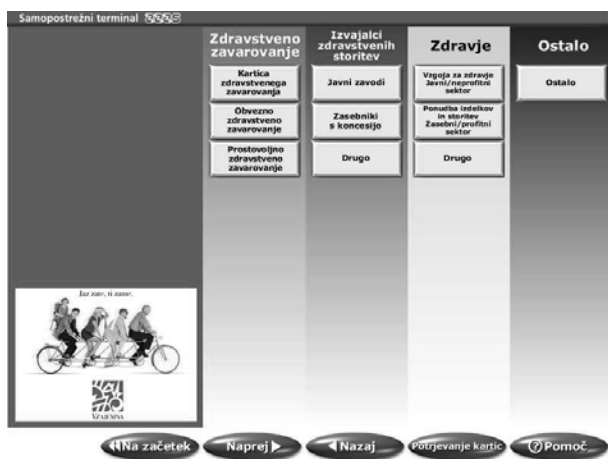 Samopostrežni terminal ZZZS
Zdravstveno
zavarovanje
Kartica
zdravstvenega
zavarovanja
Obvezno
zdravstveno
zavarovanje
Prostovoljno
zdravstveno
zavarovanje
Izvajalci
zdravstvenih
storitev
Javni zavodi
Zasebniki
s koncesijo
Drugo
Zdravje
Vzgoja za zdravje
Javni/neprofitni
sektor
Ponudba izdelkov
in storitev
Zasebni/profitni
sektor
Drugo
Ostalo
Ostalo
Jaz zate, ti zame.
VZAJEMNA
Na začetek
Naprej
Nazaj
Potrjevanje kartic
Pomoč